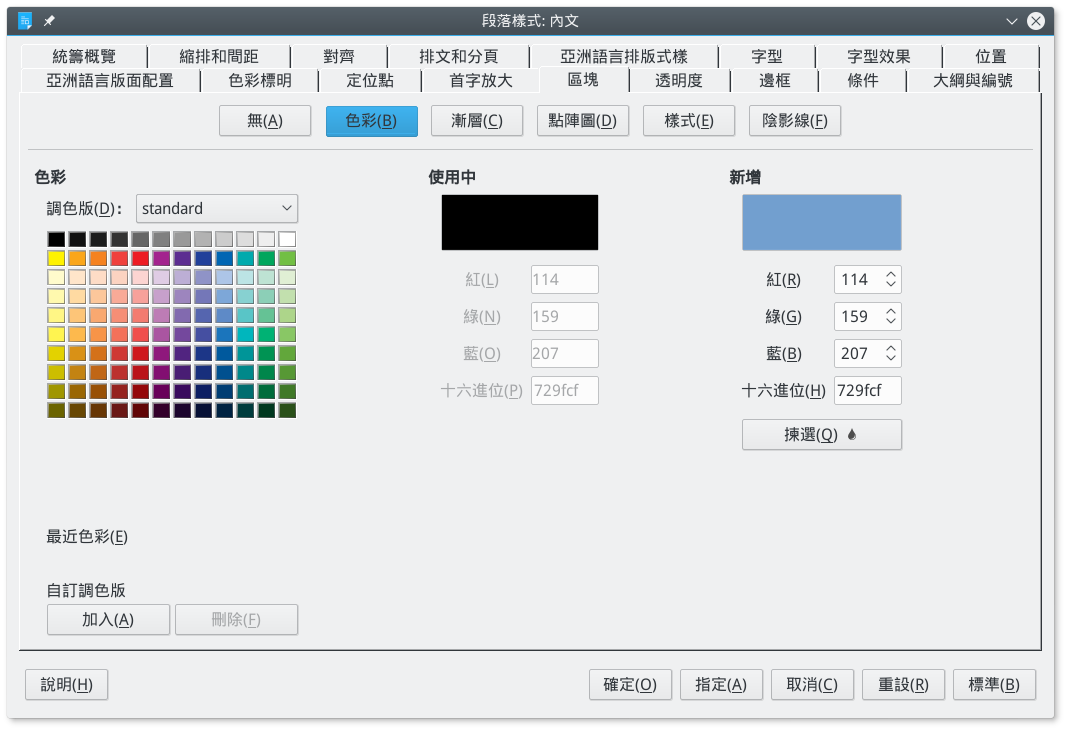 段落樣式: 內文
統籌概覽 縮排和間距 對齊 排文和分頁 亞洲語言排版式樣 字型 字型效果 位置
亞洲語言版面配置 色彩標明 定位點 首字放大 區塊 透明度 邊框 條件 大綱與編號
無(A) 色彩(B) 漸層(C) 點陣圖(D) 樣式(E) 陰影線(F)
色彩 使用中 新增
調色版(D)： standard
紅(L) 114 紅(R) 114
綠(N) 159 綠(G) 159
藍(O) 207 藍(B) 207
十六進位(P) 729fcf 十六進位(H) 729fcf
揀選(Q)
最近色彩(E)
自訂調色版
加入(A) 刪除(F)
說明(H) 確定(O) 指定(A) 取消(C) 重設(R) 標準(B)